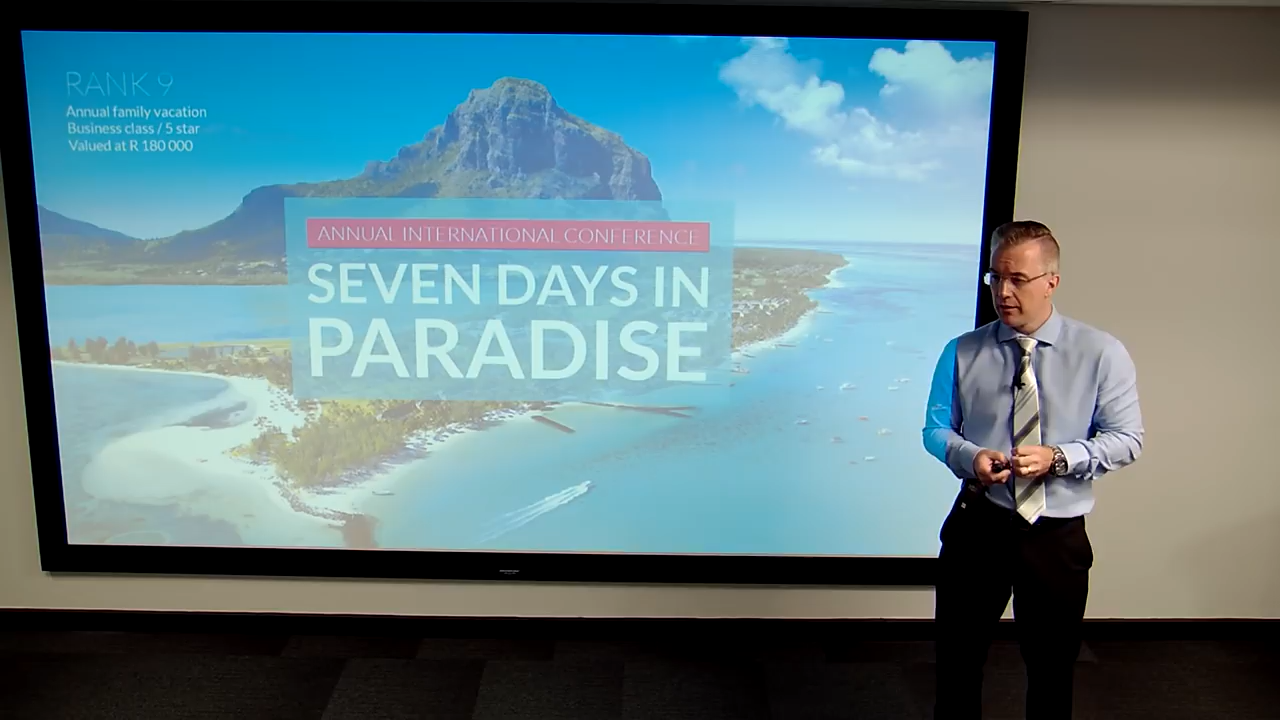 RANK 9
Annual family vacation
Business class / 5 star
Valued at R 180 000
ANNUAL INTERNATIONAL CONFERENCE
SEVEN DAYS IN
PARADISE